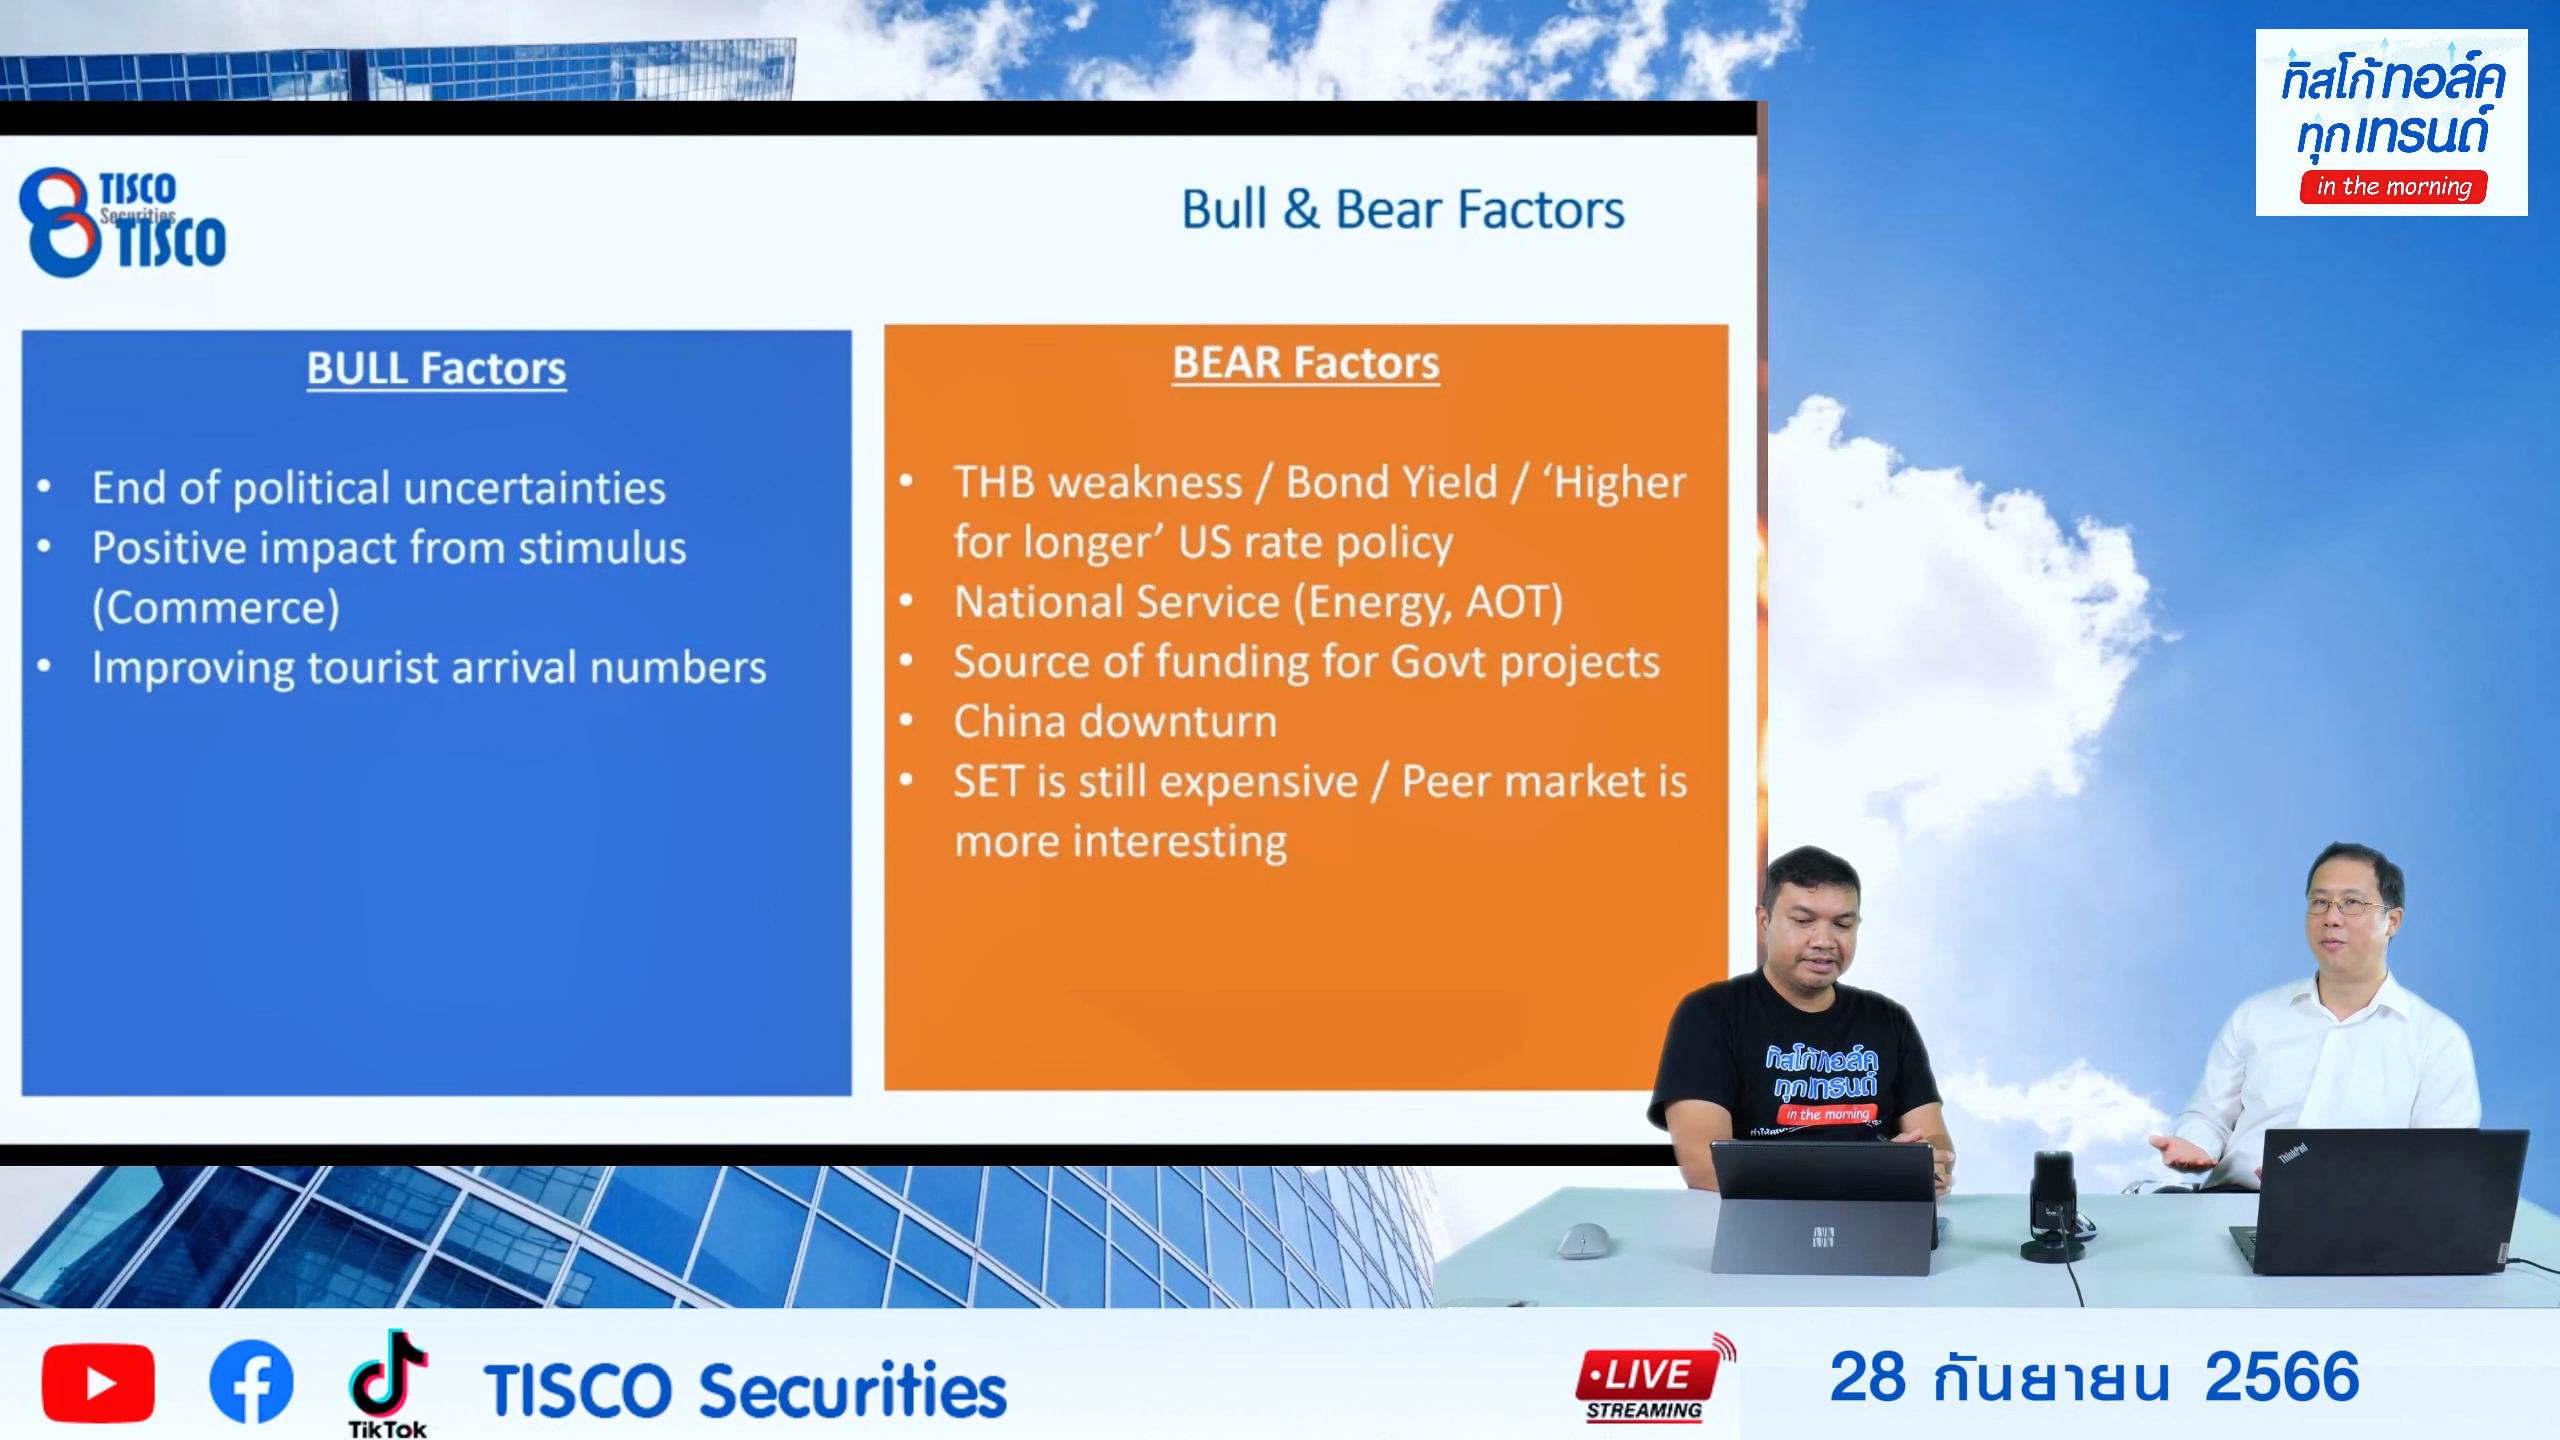 ทิสโก้ทอล์ค
ทุกเทรนด์
in the morning
TISCO
Securities
TISCO
Bull & Bear Factors
BULL Factors
• End of political uncertainties
• Positive impact from stimulus
(Commerce)
• Improving tourist arrival numbers
BEAR Factors
• THB weakness / Bond Yield / ‘Higher
for longer’ US rate policy
• National Service (Energy, AOT)
• Source of funding for Govt projects
• China downturn
• SET is still expensive / Peer market is
more interesting
ทิสโก้ทอล์ค
ทุกเทรนด์
in the morning
ThinkPad
TikTok
TISCO Securities
LIVE
STREAMING
28 กันยายน 2566